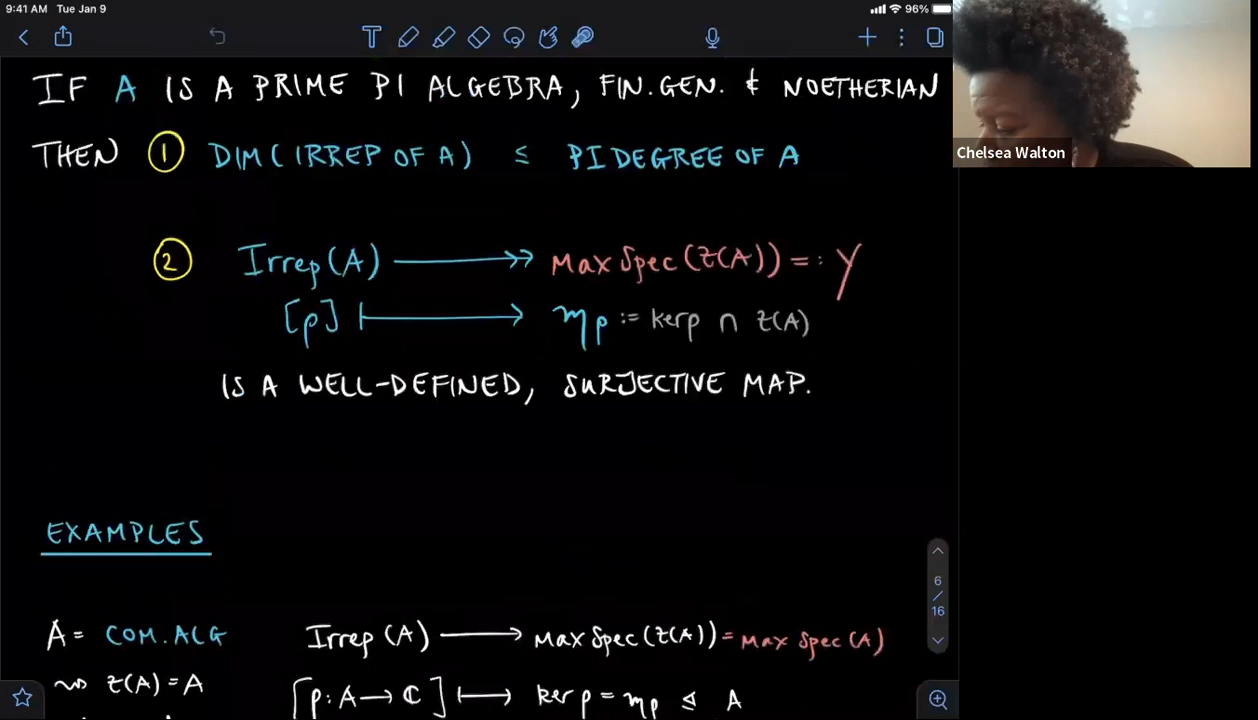 9:41 AM Tue Jan 9
96%
IF A IS A PRIME PI ALGEBRA, FIN. GEN. & NOETHERIAN
Chelsea Walton
THEN ① DIM(IRREP OF A) ≤ PI DEGREE OF A
② Irrep(A) ↠ MaxSpec(Z(A)) =: Y
[ρ] ↦ mρ := kerρ ∩ Z(A)
IS A WELL-DEFINED, SURJECTIVE MAP.
EXAMPLES
6
/
16
A = COM. ALG Irrep(A) → MaxSpec(Z(A)) = MaxSpec(A)
⇝ Z(A) = A [ρ: A → ℂ] ↦ kerρ = mρ ⊴ A